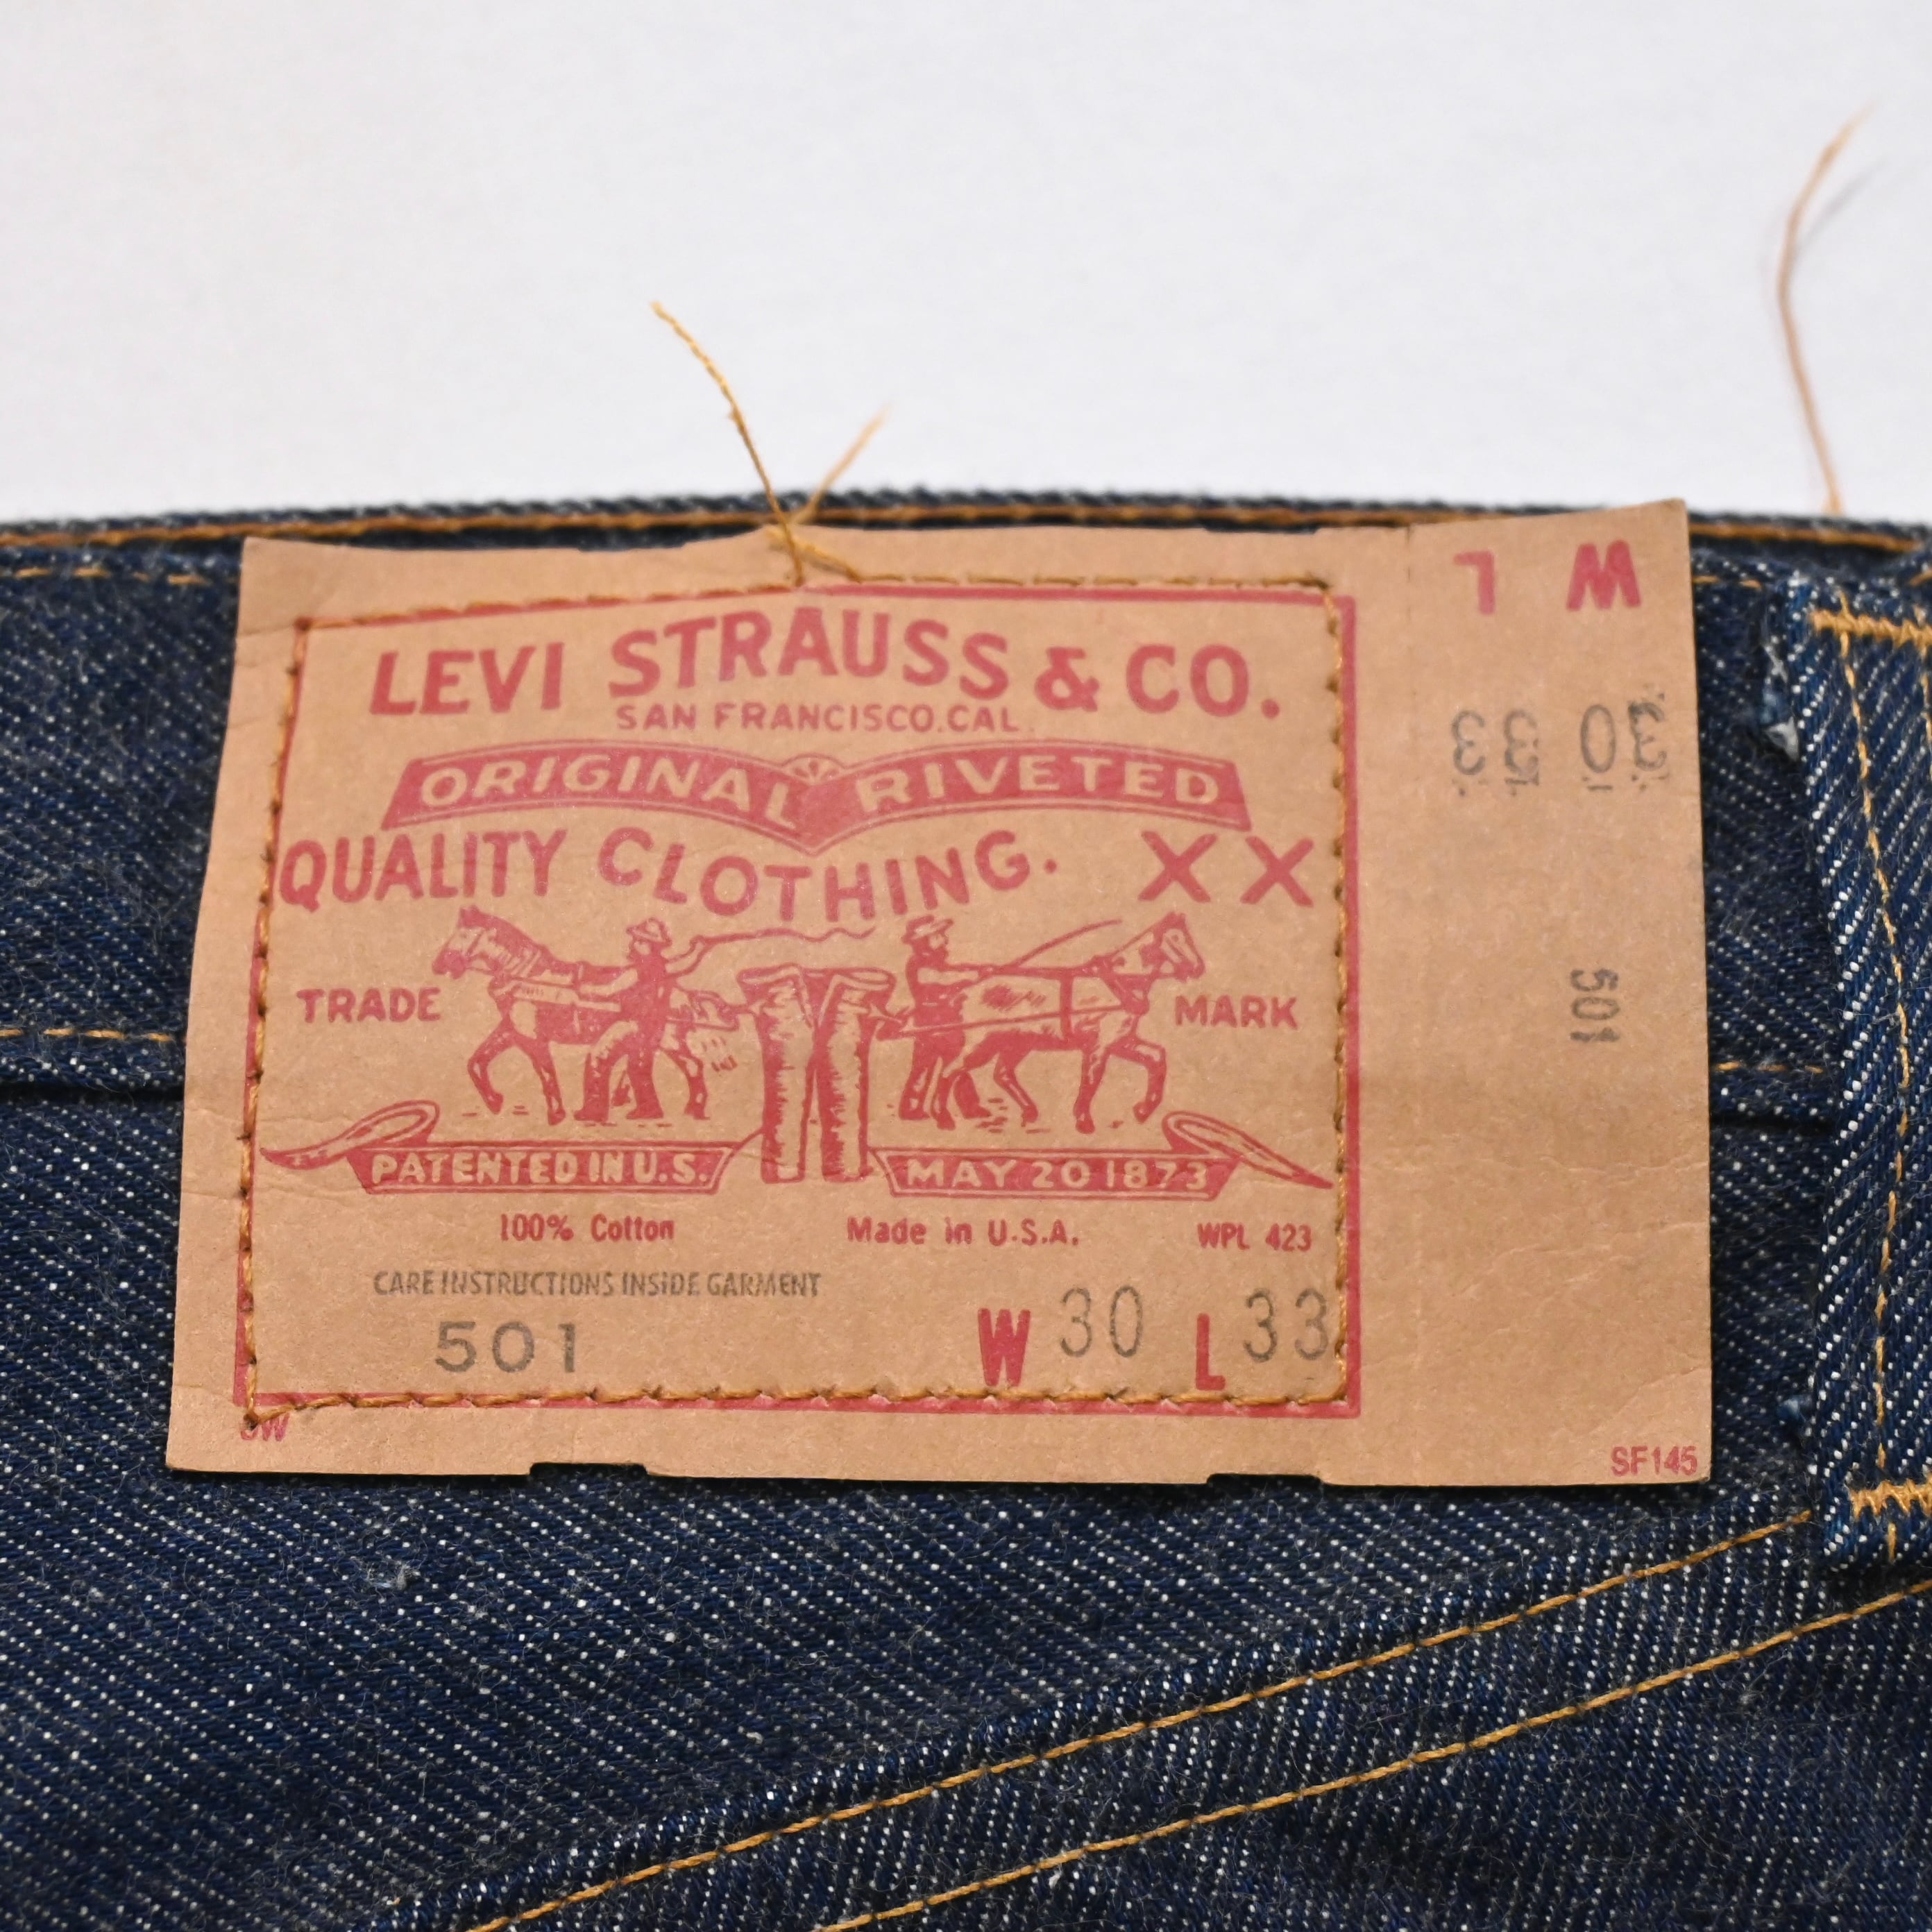 LEVI STRAUSS & CO.
SAN FRANCISCO.CAL.
ORIGINAL RIVETED
QUALITY CLOTHING. XX
TRADE MARK
PATENTED IN U.S. MAY 20 1873
100% Cotton Made in U.S.A. WPL 423
CARE INSTRUCTIONS INSIDE GARMENT
501 W 30 L 33
W L
30 33
501
SF145